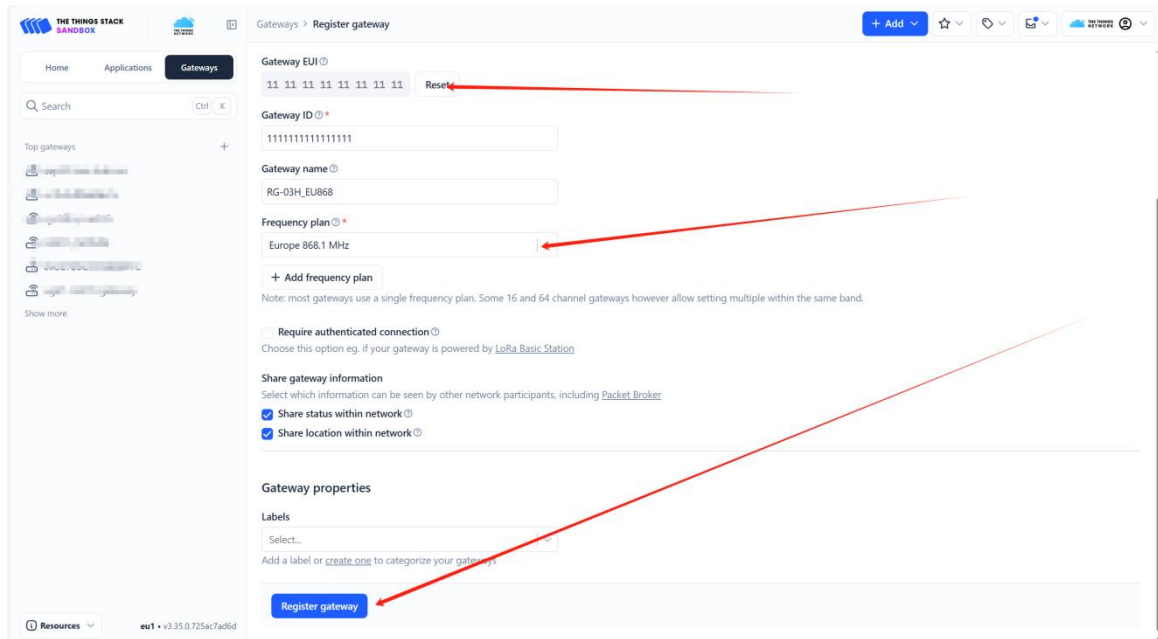 THE THINGS STACK
SANDBOX
THE THINGS
NETWORK
Home
Applications
Gateways
Search
Ctrl
K
Top gateways
Show more
Resources
eu1 • v3.35.0.725ac7ad6d
Gateways > Register gateway
+ Add
THE THINGS
NETWORK
Gateway EUI
11 11 11 11 11 11 11 11
Reset
Gateway ID *
1111111111111111
Gateway name
RG-03H_EU868
Frequency plan *
Europe 868.1 MHz
+ Add frequency plan
Note: most gateways use a single frequency plan. Some 16 and 64 channel gateways however allow setting multiple within the same band.
Require authenticated connection
Choose this option eg. if your gateway is powered by LoRa Basic Station
Share gateway information
Select which information can be seen by other network participants, including Packet Broker
Share status within network
Share location within network
Gateway properties
Labels
Select...
Add a label or create one to categorize your gateways
Register gateway